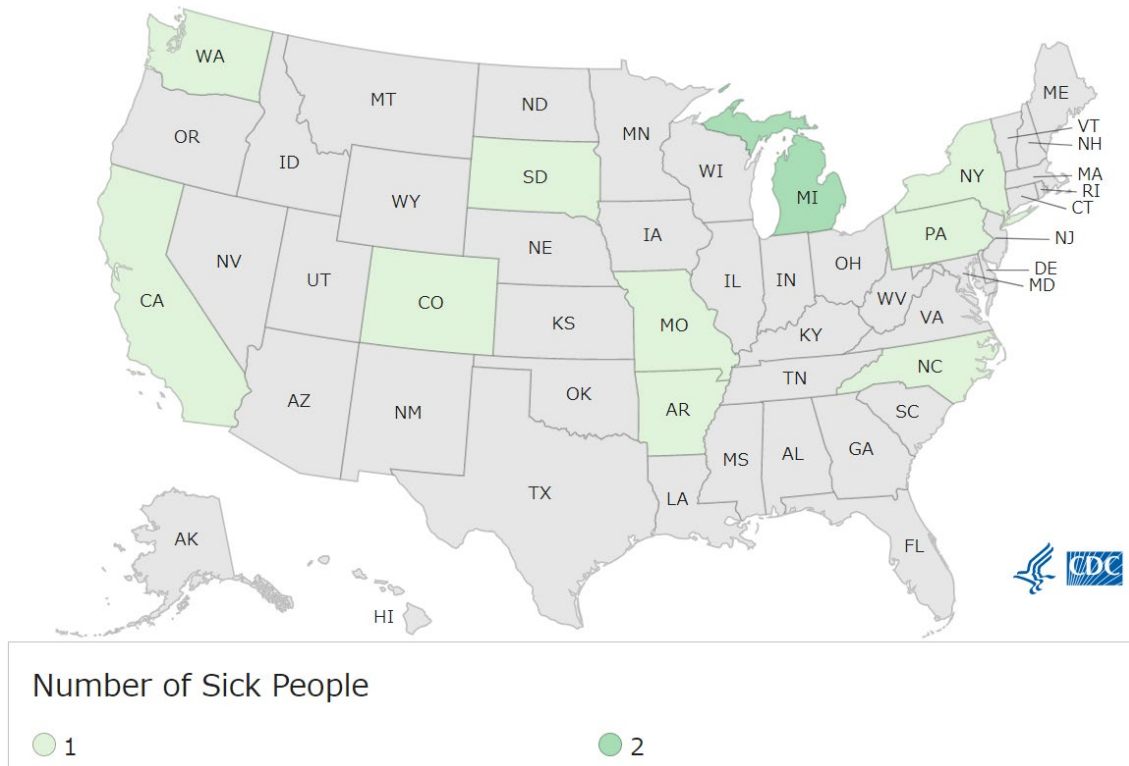 WA
MT
ND
MN
ME
VT
NH
OR
ID
SD
WI
MI
NY
MA
RI
CT
WY
IA
PA
NJ
NE
OH
DE
MD
NV
UT
IL
IN
WV
VA
CA
CO
KS
MO
KY
NC
TN
AZ
NM
OK
AR
SC
MS
AL
GA
TX
LA
AK
FL
CDC
HI
Number of Sick People
1 2